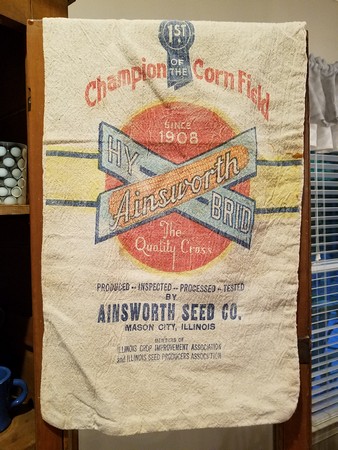 1ST
OF
THE
Champion Corn Field
SINCE
1908
HY BRID
Ainsworth
The
Quality Cross
PRODUCED - INSPECTED - PROCESSED - TESTED
BY
AINSWORTH SEED CO.
MASON CITY, ILLINOIS
MEMBERS OF
ILLINOIS CROP IMPROVEMENT ASSOCIATION
and ILLINOIS SEED PRODUCERS ASSOCIATION